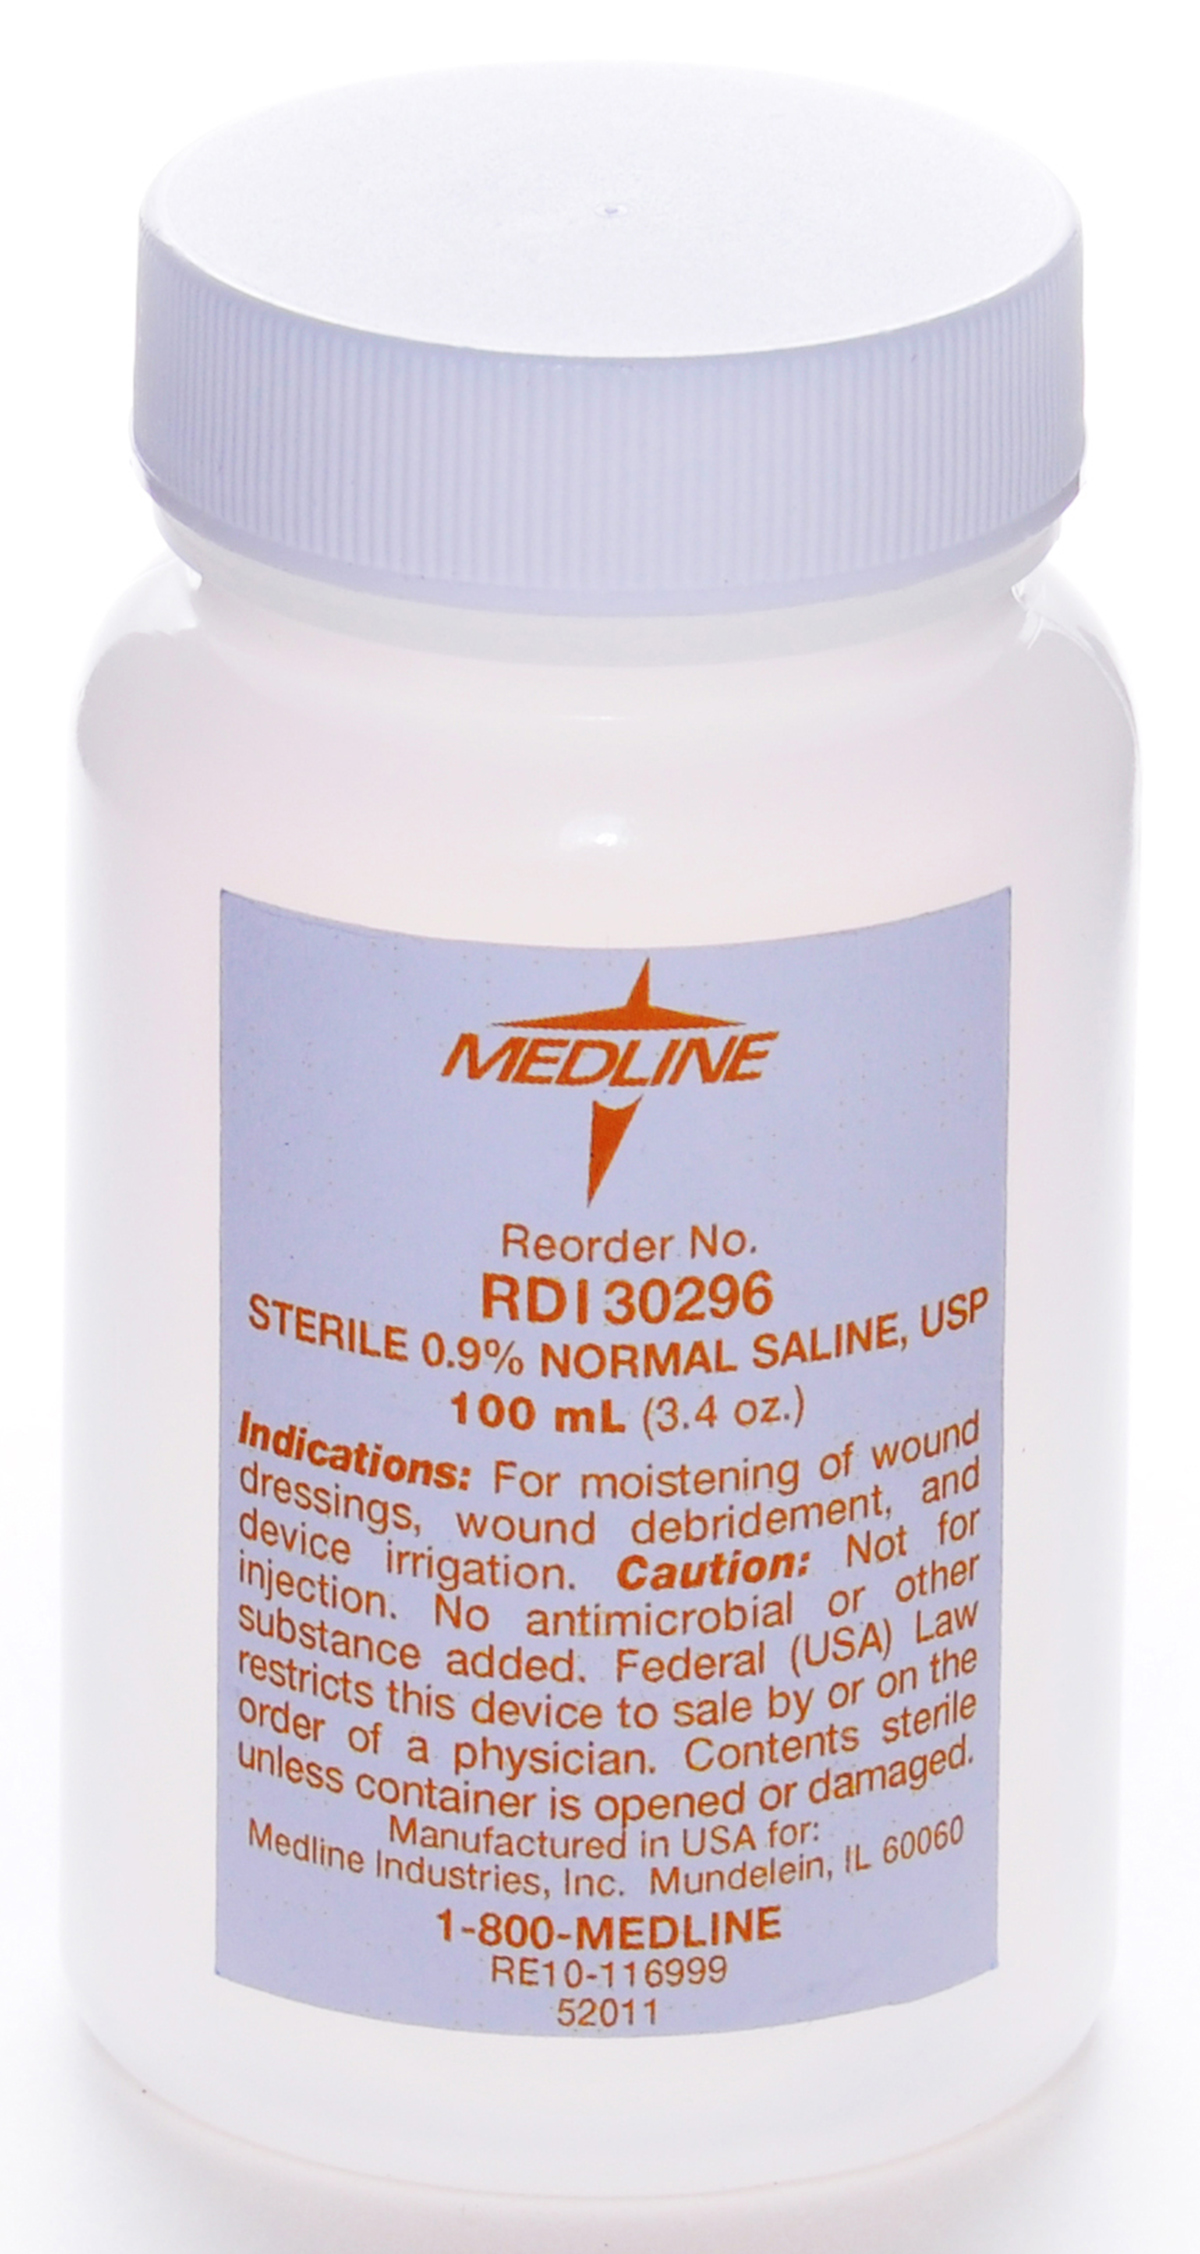 MEDLINE
Reorder No.
RDI30296
STERILE 0.9% NORMAL SALINE, USP
100 mL (3.4 oz.)
Indications: For moistening of wound
dressings, wound debridement, and
device irrigation. Caution: Not for
injection. No antimicrobial or other
substance added. Federal (USA) Law
restricts this device to sale by or on the
order of a physician. Contents sterile
unless container is opened or damaged.
Manufactured in USA for:
Medline Industries, Inc. Mundelein, IL 60060
1-800-MEDLINE
RE10-116999
52011